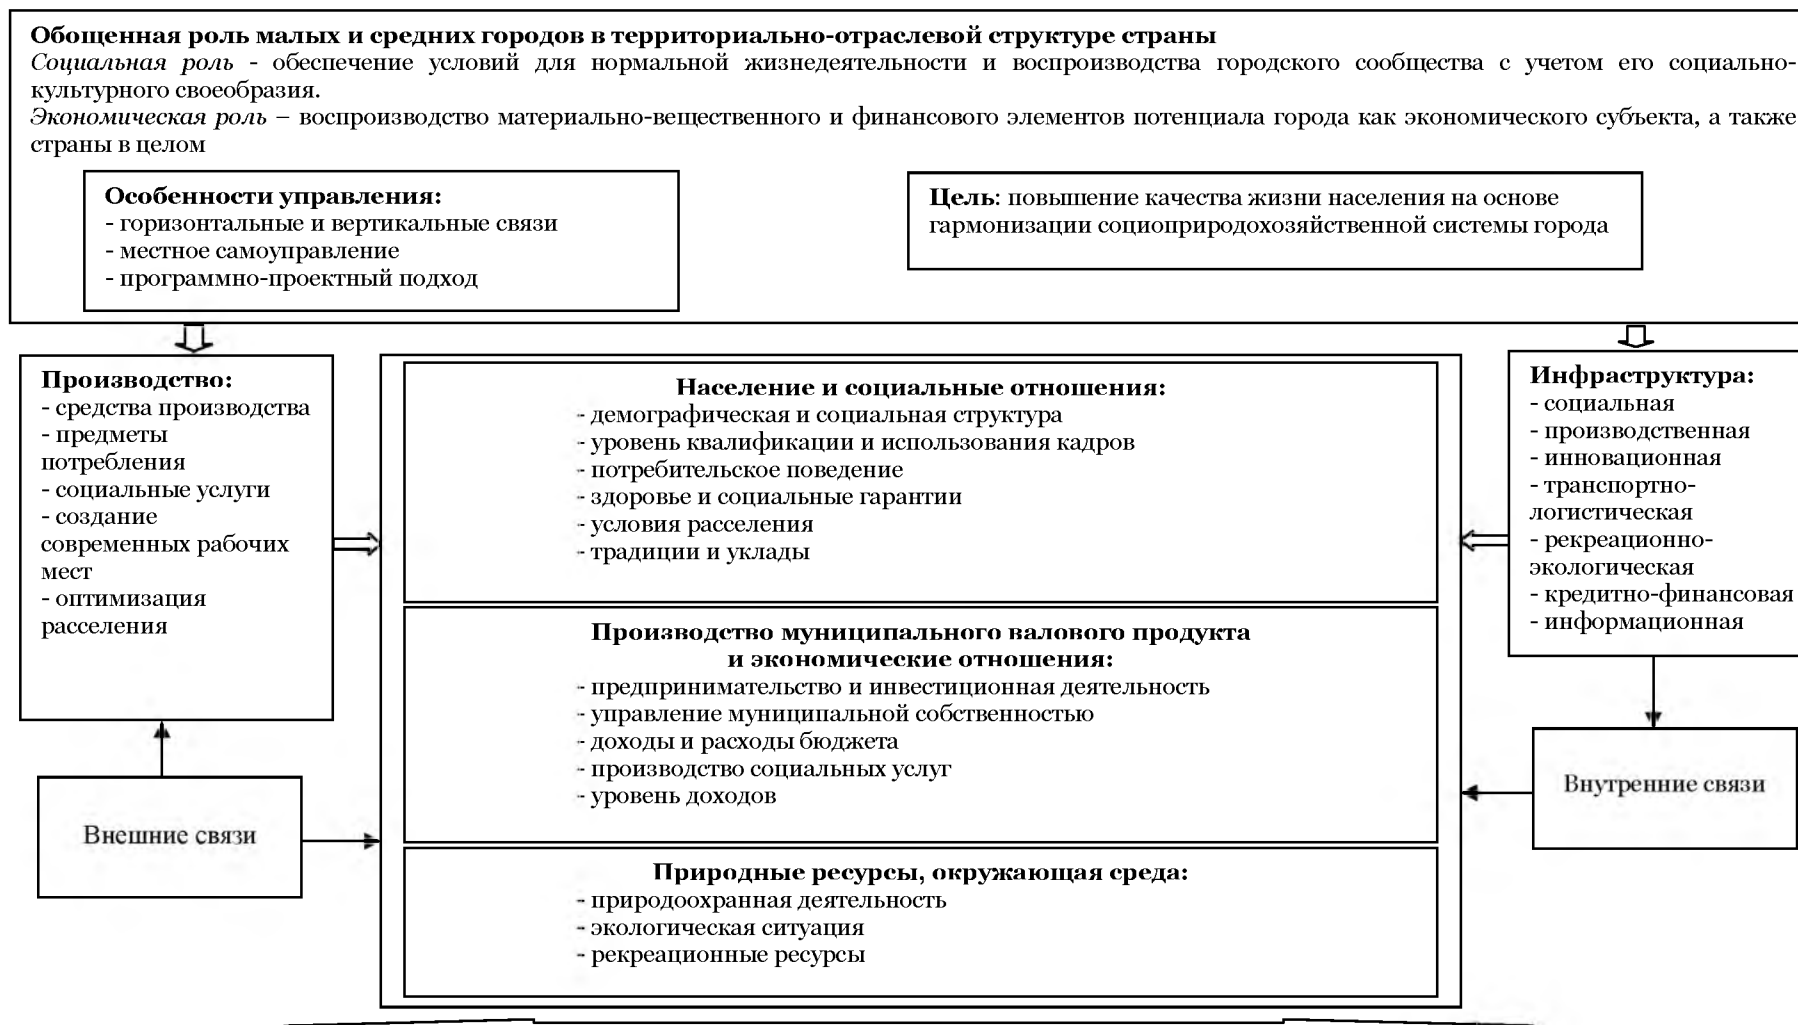 Обощенная роль малых и средних городов в территориально-отраслевой структуре страны
Социальная роль - обеспечение условий для нормальной жизнедеятельности и воспроизводства городского сообщества с учетом его социально-
культурного своеобразия.
Экономическая роль – воспроизводство материально-вещественного и финансового элементов потенциала города как экономического субъекта, а также
страны в целом
Особенности управления:
- горизонтальные и вертикальные связи
- местное самоуправление
- программно-проектный подход
Цель: повышение качества жизни населения на основе
гармонизации социоприродохозяйственной системы города
Производство:
- средства производства
- предметы
потребления
- социальные услуги
- создание
современных рабочих
мест
- оптимизация
расселения
Население и социальные отношения:
- демографическая и социальная структура
- уровень квалификации и использования кадров
- потребительское поведение
- здоровье и социальные гарантии
- условия расселения
- традиции и уклады
Производство муниципального валового продукта
и экономические отношения:
- предпринимательство и инвестиционная деятельность
- управление муниципальной собственностью
- доходы и расходы бюджета
- производство социальных услуг
- уровень доходов
Природные ресурсы, окружающая среда:
- природоохранная деятельность
- экологическая ситуация
- рекреационные ресурсы
Инфраструктура:
- социальная
- производственная
- инновационная
- транспортно-
логистическая
- рекреационно-
экологическая
- кредитно-финансовая
- информационная
Внешние связи
Внутренние связи